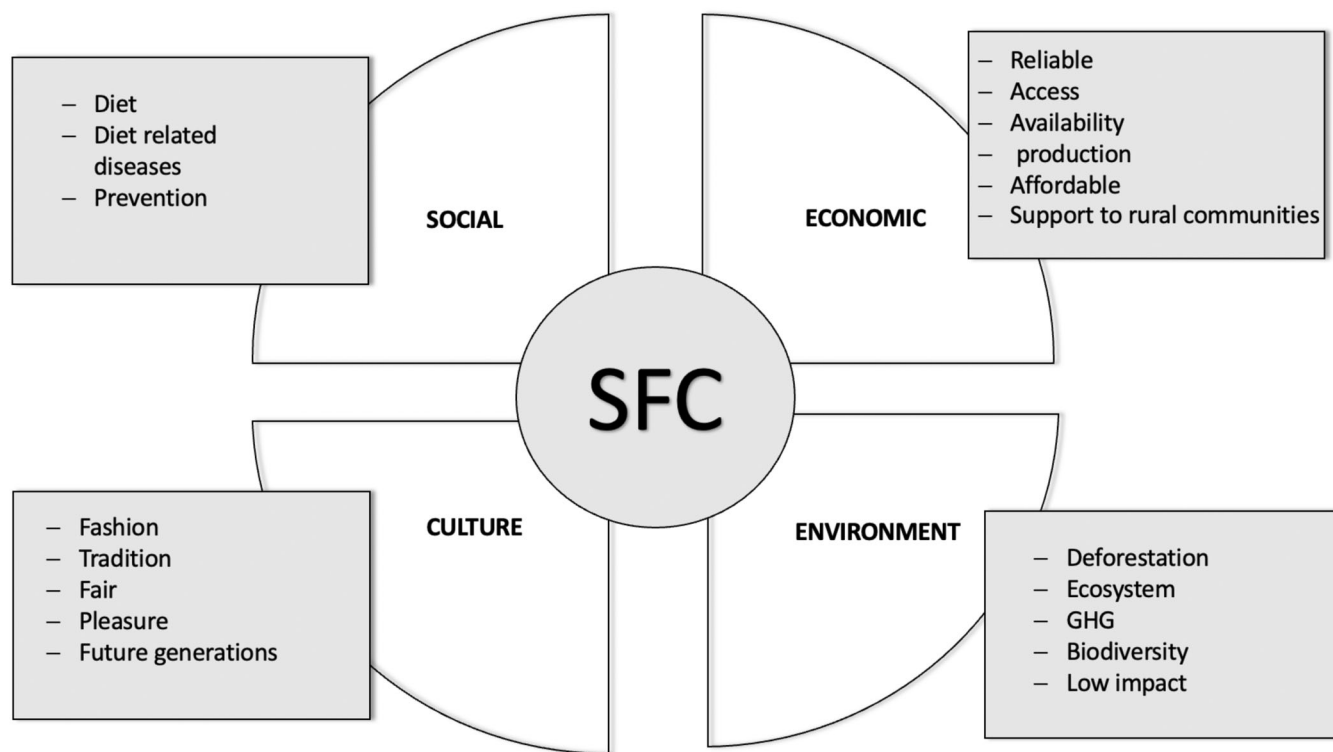 – Diet
– Diet related
diseases
– Prevention
SOCIAL
– Reliable
– Access
– Availability
– production
– Affordable
– Support to rural communities
ECONOMIC
SFC
– Fashion
– Tradition
– Fair
– Pleasure
– Future generations
CULTURE
ENVIRONMENT
– Deforestation
– Ecosystem
– GHG
– Biodiversity
– Low impact